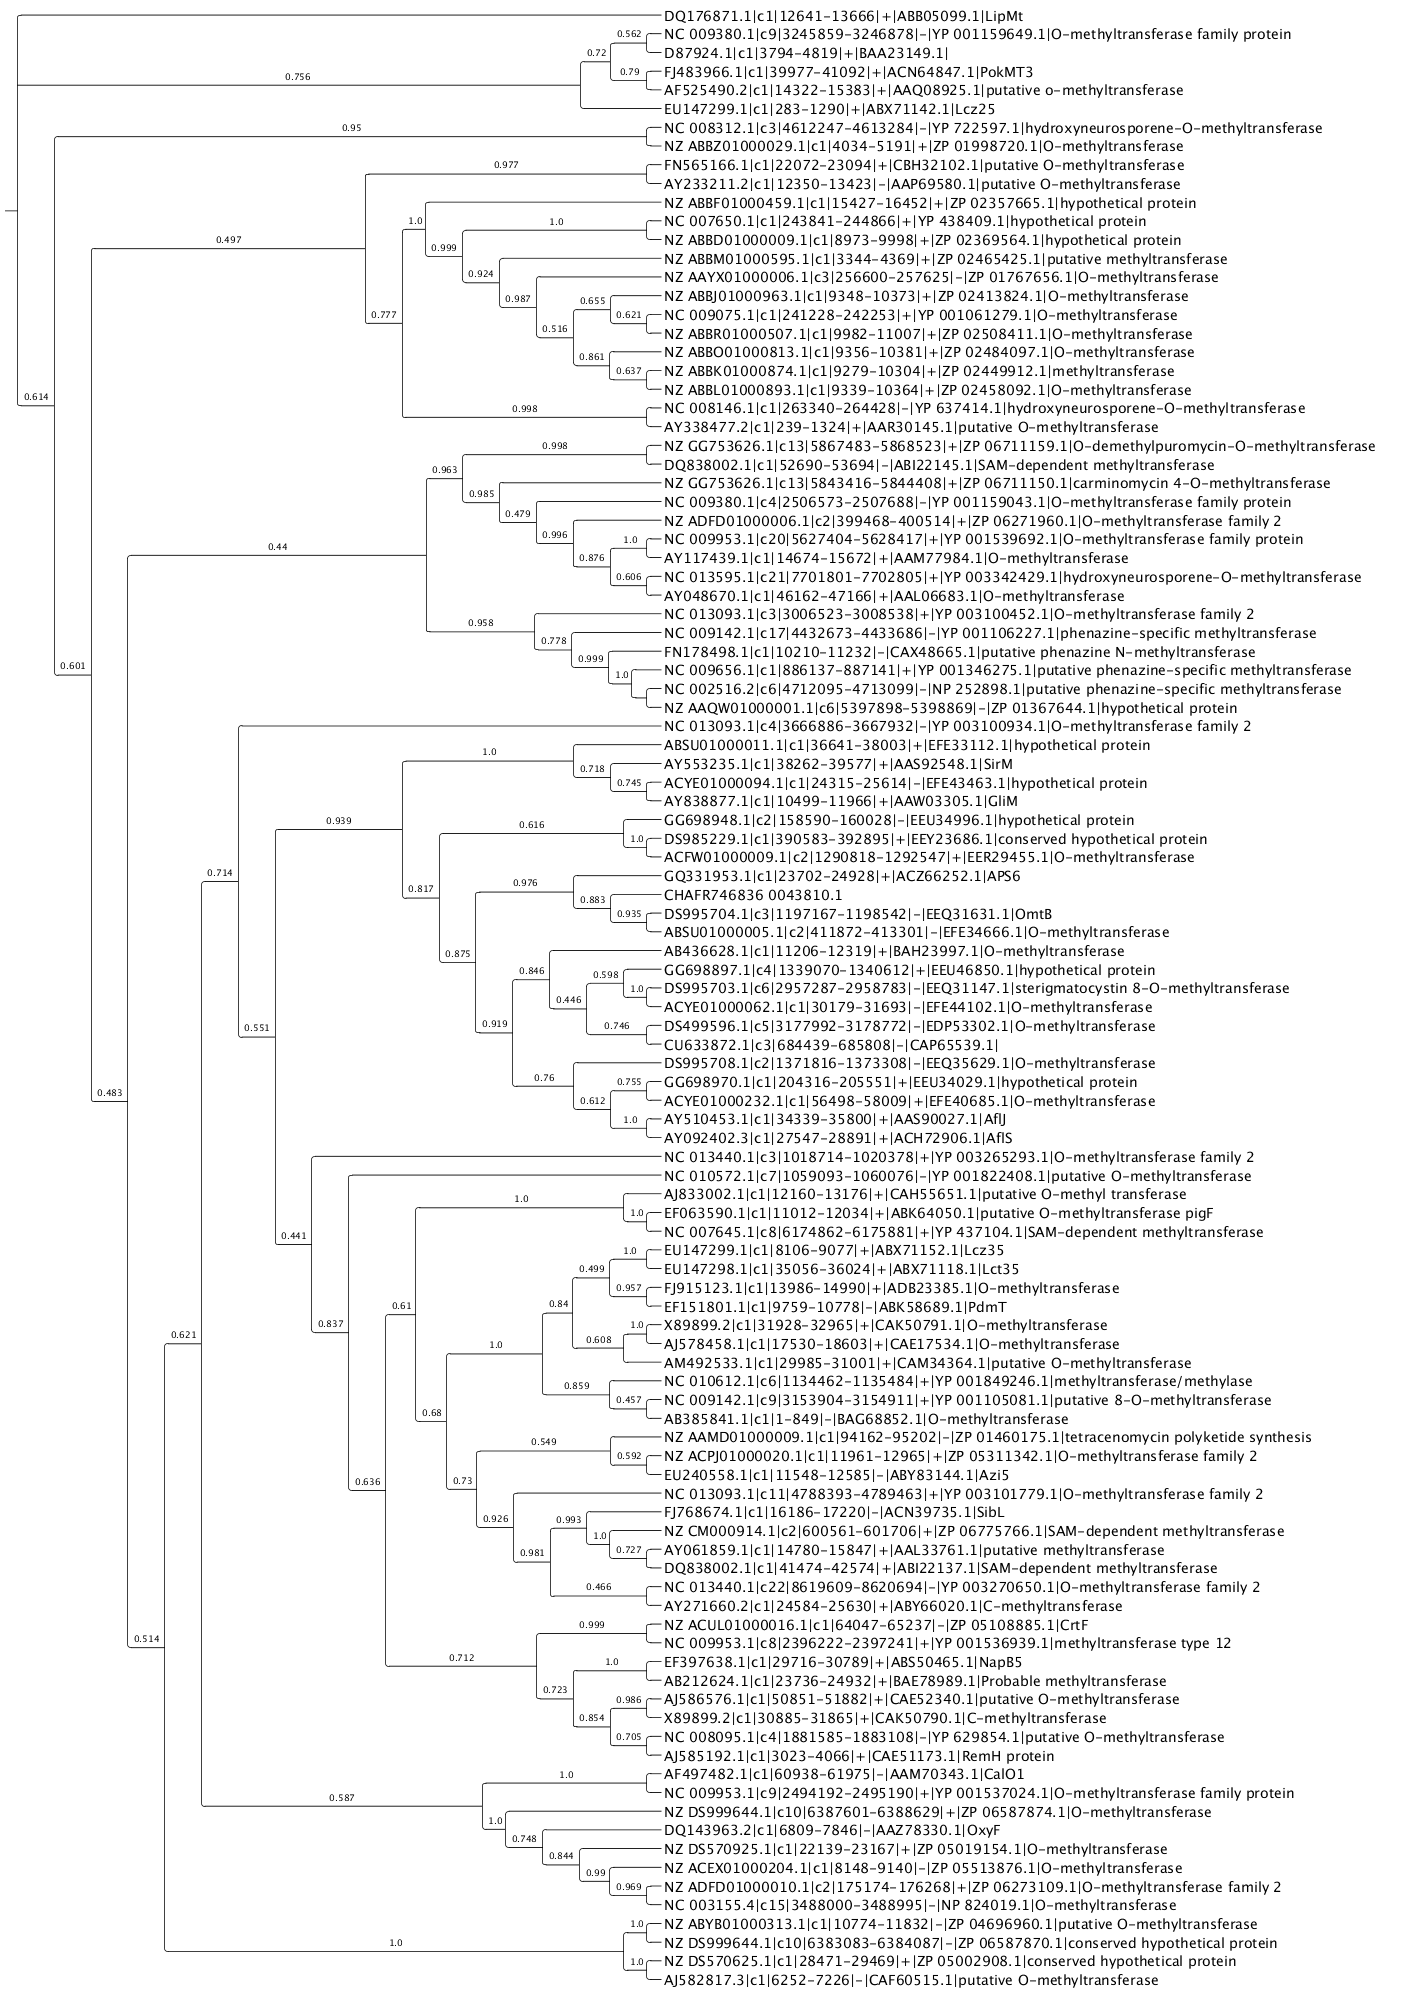 DQ176871.1|c1|12641-13666|+|ABB05099.1|LipMt
0.562 NC 009380.1|c9|3245859-3246878|-|YP 001159649.1|O-methyltransferase family protein
0.72 D87924.1|c1|3794-4819|+|BAA23149.1|
0.756 0.79 FJ483966.1|c1|39977-41092|+|ACN64847.1|PokMT3
AF525490.2|c1|14322-15383|+|AAQ08925.1|putative o-methyltransferase
EU147299.1|c1|283-1290|+|ABX71142.1|Lcz25
0.95 NC 008312.1|c3|4612247-4613284|-|YP 722597.1|hydroxyneurosporene-O-methyltransferase
NZ ABBZ01000029.1|c1|4034-5191|+|ZP 01998720.1|O-methyltransferase
0.977 FN565166.1|c1|22072-23094|+|CBH32102.1|putative O-methyltransferase
AY233211.2|c1|12350-13423|-|AAP69580.1|putative O-methyltransferase
NZ ABBF01000459.1|c1|15427-16452|+|ZP 02357665.1|hypothetical protein
1.0 1.0 NC 007650.1|c1|243841-244866|+|YP 438409.1|hypothetical protein
0.497 0.999 NZ ABBD01000009.1|c1|8973-9998|+|ZP 02369564.1|hypothetical protein
NZ ABBM01000595.1|c1|3344-4369|+|ZP 02465425.1|putative methyltransferase
0.924 NZ AAYX01000006.1|c3|256600-257625|-|ZP 01767656.1|O-methyltransferase
0.987 0.655 NZ ABBJ01000963.1|c1|9348-10373|+|ZP 02413824.1|O-methyltransferase
0.777 0.621 NC 009075.1|c1|241228-242253|+|YP 001061279.1|O-methyltransferase
0.516 NZ ABBR01000507.1|c1|9982-11007|+|ZP 02508411.1|O-methyltransferase
0.861 NZ ABBO01000813.1|c1|9356-10381|+|ZP 02484097.1|O-methyltransferase
0.637 NZ ABBK01000874.1|c1|9279-10304|+|ZP 02449912.1|methyltransferase
0.614 NZ ABBL01000893.1|c1|9339-10364|+|ZP 02458092.1|O-methyltransferase
0.998 NC 008146.1|c1|263340-264428|-|YP 637414.1|hydroxyneurosporene-O-methyltransferase
AY338477.2|c1|239-1324|+|AAR30145.1|putative O-methyltransferase
0.998 NZ GG753626.1|c13|5867483-5868523|+|ZP 06711159.1|O-demethylpuromycin-O-methyltransferase
0.963 DQ838002.1|c1|52690-53694|-|ABI22145.1|SAM-dependent methyltransferase
0.985 NZ GG753626.1|c13|5843416-5844408|+|ZP 06711150.1|carminomycin 4-O-methyltransferase
0.479 NC 009380.1|c4|2506573-2507688|-|YP 001159043.1|O-methyltransferase family protein
0.996 NZ ADFD01000006.1|c2|399468-400514|+|ZP 06271960.1|O-methyltransferase family 2
0.44 1.0 NC 009953.1|c20|5627404-5628417|+|YP 001539692.1|O-methyltransferase family protein
0.876 AY117439.1|c1|14674-15672|+|AAM77984.1|O-methyltransferase
0.606 NC 013595.1|c21|7701801-7702805|+|YP 003342429.1|hydroxyneurosporene-O-methyltransferase
AY048670.1|c1|46162-47166|+|AAL06683.1|O-methyltransferase
0.958 NC 013093.1|c3|3006523-3008538|+|YP 003100452.1|O-methyltransferase family 2
0.778 NC 009142.1|c17|4432673-4433686|-|YP 001106227.1|phenazine-specific methyltransferase
0.999 FN178498.1|c1|10210-11232|-|CAX48665.1|putative phenazine N-methyltransferase
0.601 1.0 NC 009656.1|c1|886137-887141|+|YP 001346275.1|putative phenazine-specific methyltransferase
NC 002516.2|c6|4712095-4713099|-|NP 252898.1|putative phenazine-specific methyltransferase
NZ AAQW01000001.1|c6|5397898-5398869|-|ZP 01367644.1|hypothetical protein
NC 013093.1|c4|3666886-3667932|-|YP 003100934.1|O-methyltransferase family 2
1.0 ABSU01000011.1|c1|36641-38003|+|EFE33112.1|hypothetical protein
0.718 AY553235.1|c1|38262-39577|+|AAS92548.1|SirM
0.745 ACYE01000094.1|c1|24315-25614|-|EFE43463.1|hypothetical protein
AY838877.1|c1|10499-11966|+|AAW03305.1|GliM
0.939 0.616 GG698948.1|c2|158590-160028|-|EEU34996.1|hypothetical protein
1.0 DS985229.1|c1|390583-392895|+|EEY23686.1|conserved hypothetical protein
ACFW01000009.1|c2|1290818-1292547|+|EER29455.1|O-methyltransferase
0.714 0.976 GQ331953.1|c1|23702-24928|+|ACZ66252.1|APS6
0.817 0.883 CHAFR746836 0043810.1
0.935 DS995704.1|c3|1197167-1198542|-|EEQ31631.1|OmtB
ABSU01000005.1|c2|411872-413301|-|EFE34666.1|O-methyltransferase
0.875 AB436628.1|c1|11206-12319|+|BAH23997.1|O-methyltransferase
0.846 0.598 GG698897.1|c4|1339070-1340612|+|EEU46850.1|hypothetical protein
1.0 DS995703.1|c6|2957287-2958783|-|EEQ31147.1|sterigmatocystin 8-O-methyltransferase
0.446 ACYE01000062.1|c1|30179-31693|-|EFE44102.1|O-methyltransferase
0.551 0.919 0.746 DS499596.1|c5|3177992-3178772|-|EDP53302.1|O-methyltransferase
CU633872.1|c3|684439-685808|-|CAP65539.1|
DS995708.1|c2|1371816-1373308|-|EEQ35629.1|O-methyltransferase
0.76 0.755 GG698970.1|c1|204316-205551|+|EEU34029.1|hypothetical protein
0.483 0.612 ACYE01000232.1|c1|56498-58009|+|EFE40685.1|O-methyltransferase
1.0 AY510453.1|c1|34339-35800|+|AAS90027.1|AflJ
AY092402.3|c1|27547-28891|+|ACH72906.1|AflS
NC 013440.1|c3|1018714-1020378|+|YP 003265293.1|O-methyltransferase family 2
NC 010572.1|c7|1059093-1060076|-|YP 001822408.1|putative O-methyltransferase
1.0 AJ833002.1|c1|12160-13176|+|CAH55651.1|putative O-methyl transferase
1.0 EF063590.1|c1|11012-12034|+|ABK64050.1|putative O-methyltransferase pigF
0.441 NC 007645.1|c8|6174862-6175881|+|YP 437104.1|SAM-dependent methyltransferase
1.0 EU147299.1|c1|8106-9077|+|ABX71152.1|Lcz35
0.499 EU147298.1|c1|35056-36024|+|ABX71118.1|Lct35
0.957 FJ915123.1|c1|13986-14990|+|ADB23385.1|O-methyltransferase
0.61 0.84 EF151801.1|c1|9759-10778|-|ABK58689.1|PdmT
0.837 1.0 X89899.2|c1|31928-32965|+|CAK50791.1|O-methyltransferase
0.621 1.0 0.608 AJ578458.1|c1|17530-18603|+|CAE17534.1|O-methyltransferase
AM492533.1|c1|29985-31001|+|CAM34364.1|putative O-methyltransferase
0.859 NC 010612.1|c6|1134462-1135484|+|YP 001849246.1|methyltransferase/methylase
0.457 NC 009142.1|c9|3153904-3154911|+|YP 001105081.1|putative 8-O-methyltransferase
0.68 AB385841.1|c1|1-849|-|BAG68852.1|O-methyltransferase
0.549 NZ AAMD01000009.1|c1|94162-95202|-|ZP 01460175.1|tetracenomycin polyketide synthesis
0.592 NZ ACPJ01000020.1|c1|11961-12965|+|ZP 05311342.1|O-methyltransferase family 2
0.636 0.73 EU240558.1|c1|11548-12585|-|ABY83144.1|Azi5
NC 013093.1|c11|4788393-4789463|+|YP 003101779.1|O-methyltransferase family 2
0.926 0.993 FJ768674.1|c1|16186-17220|-|ACN39735.1|SibL
1.0 NZ CM000914.1|c2|600561-601706|+|ZP 06775766.1|SAM-dependent methyltransferase
0.981 0.727 AY061859.1|c1|14780-15847|+|AAL33761.1|putative methyltransferase
DQ838002.1|c1|41474-42574|+|ABI22137.1|SAM-dependent methyltransferase
0.466 NC 013440.1|c22|8619609-8620694|-|YP 003270650.1|O-methyltransferase family 2
AY271660.2|c1|24584-25630|+|ABY66020.1|C-methyltransferase
0.514 0.999 NZ ACUL01000016.1|c1|64047-65237|-|ZP 05108885.1|CrtF
NC 009953.1|c8|2396222-2397241|+|YP 001536939.1|methyltransferase type 12
0.712 1.0 EF397638.1|c1|29716-30789|+|ABS50465.1|NapB5
0.723 AB212624.1|c1|23736-24932|+|BAE78989.1|Probable methyltransferase
0.986 AJ586576.1|c1|50851-51882|+|CAE52340.1|putative O-methyltransferase
0.854 X89899.2|c1|30885-31865|+|CAK50790.1|C-methyltransferase
0.705 NC 008095.1|c4|1881585-1883108|-|YP 629854.1|putative O-methyltransferase
AJ585192.1|c1|3023-4066|+|CAE51173.1|RemH protein
1.0 AF497482.1|c1|60938-61975|-|AAM70343.1|CalO1
0.587 NC 009953.1|c9|2494192-2495190|+|YP 001537024.1|O-methyltransferase family protein
1.0 NZ DS999644.1|c10|6387601-6388629|+|ZP 06587874.1|O-methyltransferase
0.748 DQ143963.2|c1|6809-7846|-|AAZ78330.1|OxyF
0.844 NZ DS570925.1|c1|22139-23167|+|ZP 05019154.1|O-methyltransferase
0.99 NZ ACEX01000204.1|c1|8148-9140|-|ZP 05513876.1|O-methyltransferase
0.969 NZ ADFD01000010.1|c2|175174-176268|+|ZP 06273109.1|O-methyltransferase family 2
NC 003155.4|c15|3488000-3488995|-|NP 824019.1|O-methyltransferase
1.0 NZ ABYB01000313.1|c1|10774-11832|-|ZP 04696960.1|putative O-methyltransferase
1.0 NZ DS999644.1|c10|6383083-6384087|-|ZP 06587870.1|conserved hypothetical protein
1.0 NZ DS570625.1|c1|28471-29469|+|ZP 05002908.1|conserved hypothetical protein
AJ582817.3|c1|6252-7226|-|CAF60515.1|putative O-methyltransferase